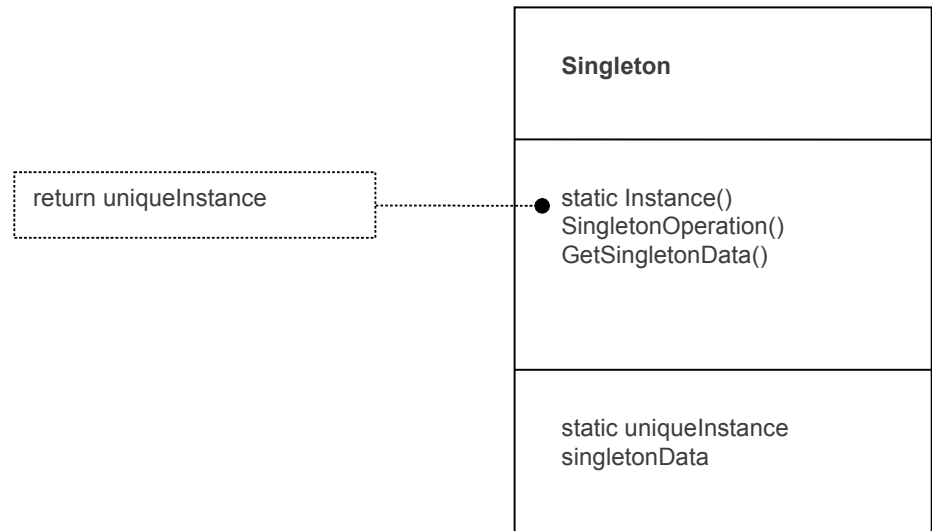 Singleton
return uniqueInstance
static Instance()
SingletonOperation()
GetSingletonData()
static uniqueInstance
singletonData